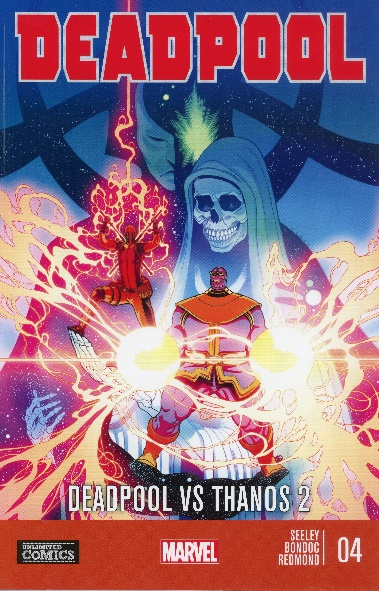 DEADPOOL
DEADPOOL VS THANOS 2
UNLIMITED
COMICS
MARVEL
SEELEY
BONDOC
REDMOND
04